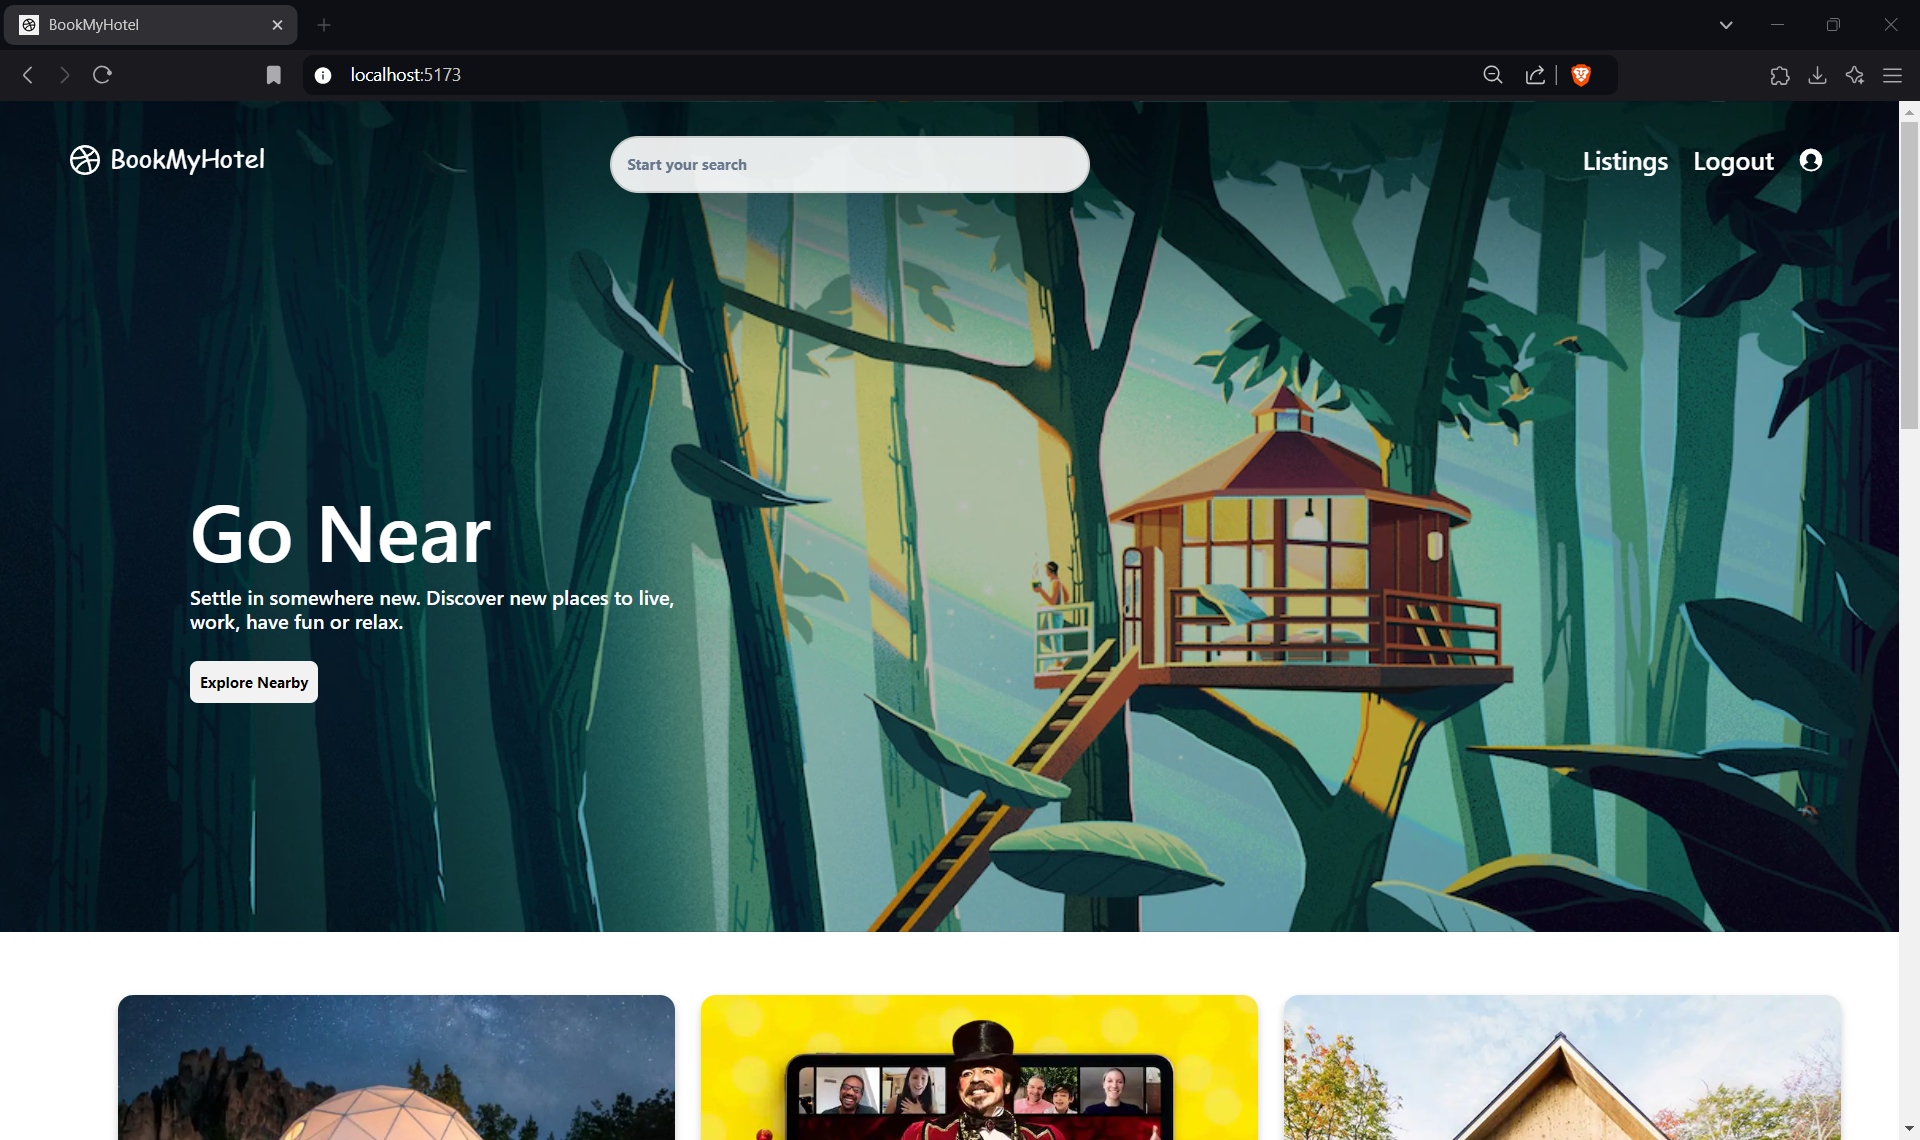 BookMyHotel
localhost:5173
BookMyHotel
Start your search
Listings
Logout
Go Near
Settle in somewhere new. Discover new places to live,
work, have fun or relax.
Explore Nearby